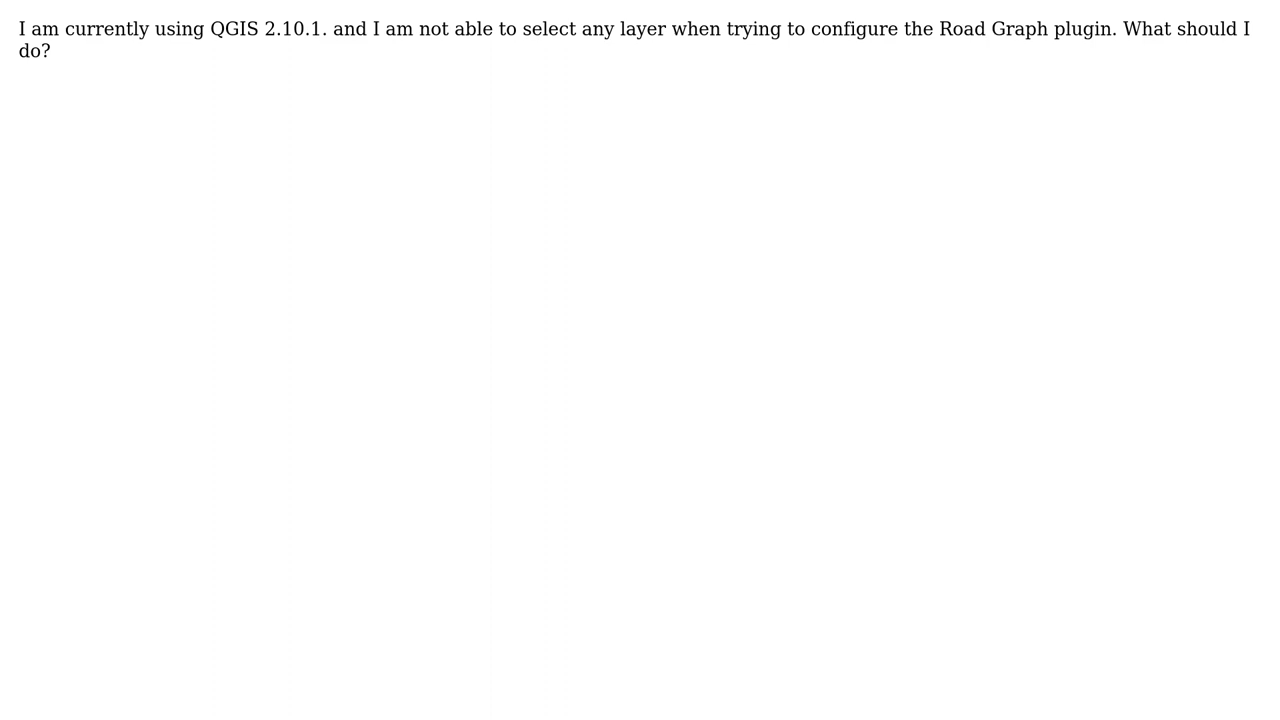 I am currently using QGIS 2.10.1. and I am not able to select any layer when trying to configure the Road Graph plugin. What should I
do?